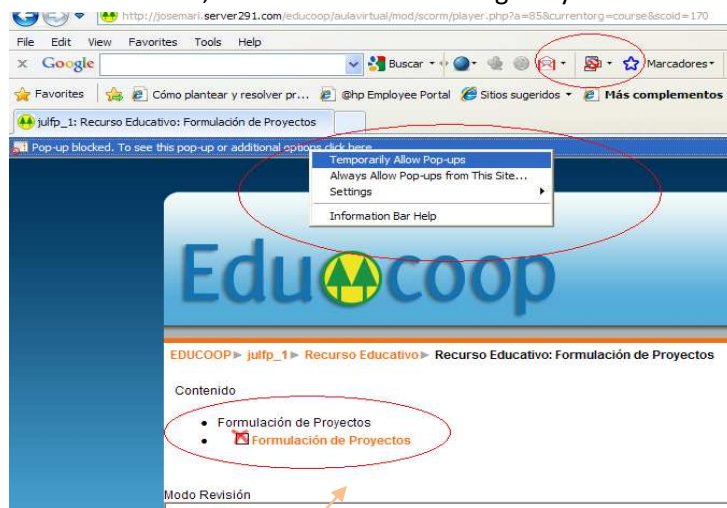 http://josemari.server291.com/educoop/aulavirtual/mod/scorm/player.php?a=85&currentorg=course&scoid=170
File Edit View Favorites Tools Help
x Google Buscar Marcadores
Favorites Cómo plantear y resolver pr... @hp Employee Portal Sitios sugeridos Más complementos
julfp_1: Recurso Educativo: Formulación de Proyectos
Pop-up blocked. To see this pop-up or additional options click here...
Temporarily Allow Pop-ups
Always Allow Pop-ups from This Site...
Settings
Information Bar Help
Educoop
EDUCOOP► julfp_1► Recurso Educativo► Recurso Educativo: Formulación de Proyectos
Contenido
• Formulación de Proyectos
• Formulación de Proyectos
Modo Revisión